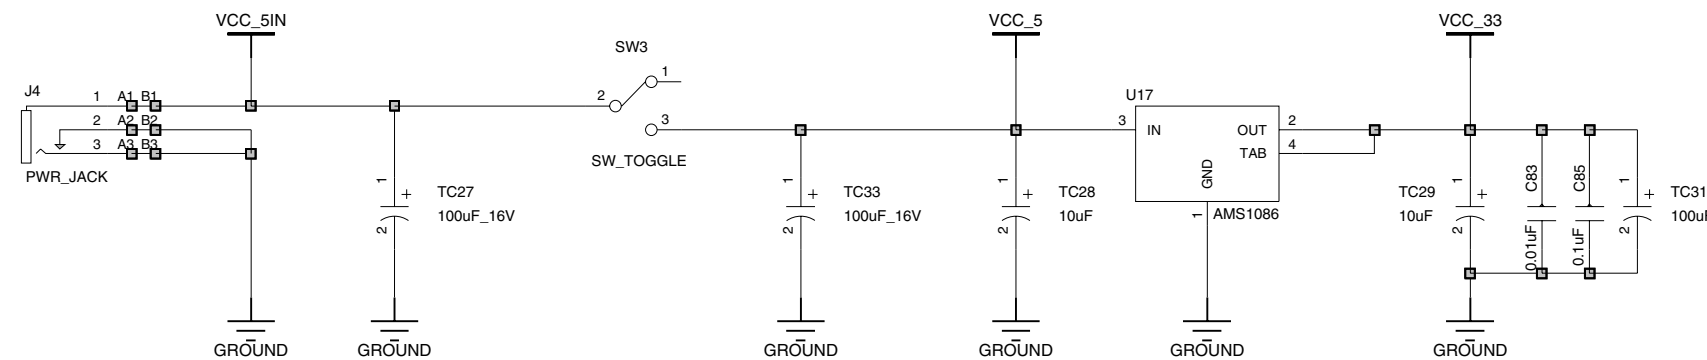 VCC_5IN
VCC_5
VCC_33
SW3
J4
1
A1
B1
2
A2
B2
3
A3
B3
PWR_JACK
2
1
3
SW_TOGGLE
U17
3
IN
OUT
2
TAB
4
GND
1
AMS1086
1
2
TC27
100uF_16V
1
2
TC33
100uF_16V
1
2
TC28
10uF
1
2
TC29
10uF
C83
0.01uF
C85
0.1uF
1
2
TC31
100uF
GROUND
GROUND
GROUND
GROUND
GROUND
GROUND